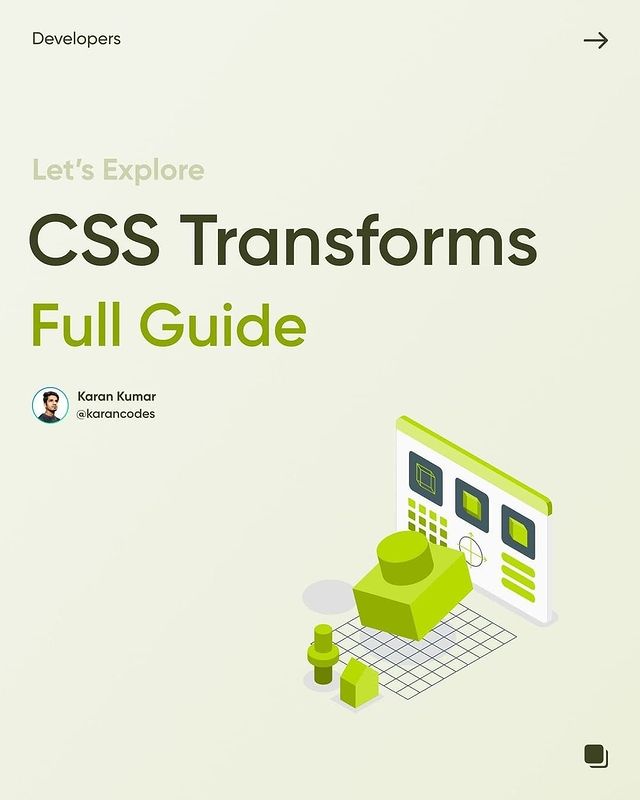 Developers
Let's Explore
CSS Transforms
Full Guide
Karan Kumar
@karancodes